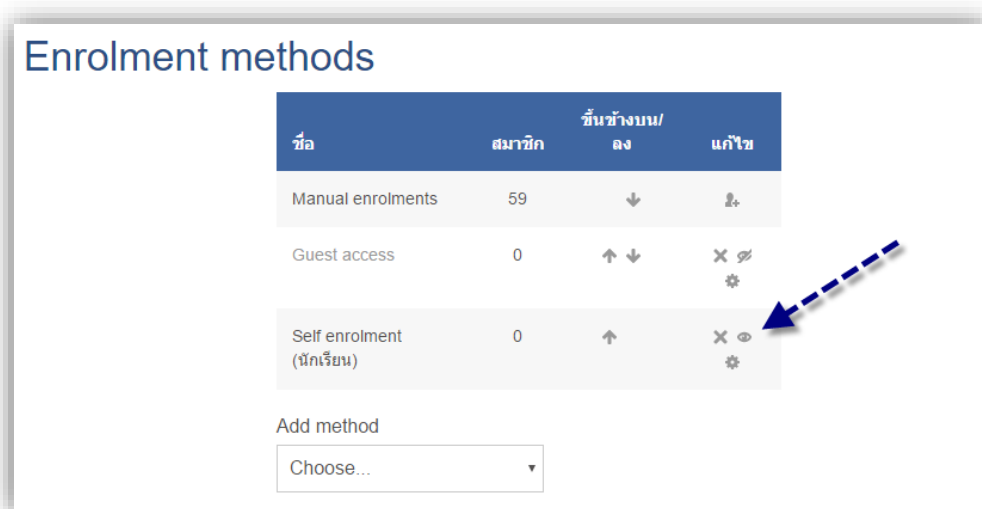 Enrolment methods
ชื่อ สมาชิก ขึ้นข้างบน/ลง แก้ไข
Manual enrolments 59
Guest access 0
Self enrolment 0
(นักเรียน)
Add method
Choose...